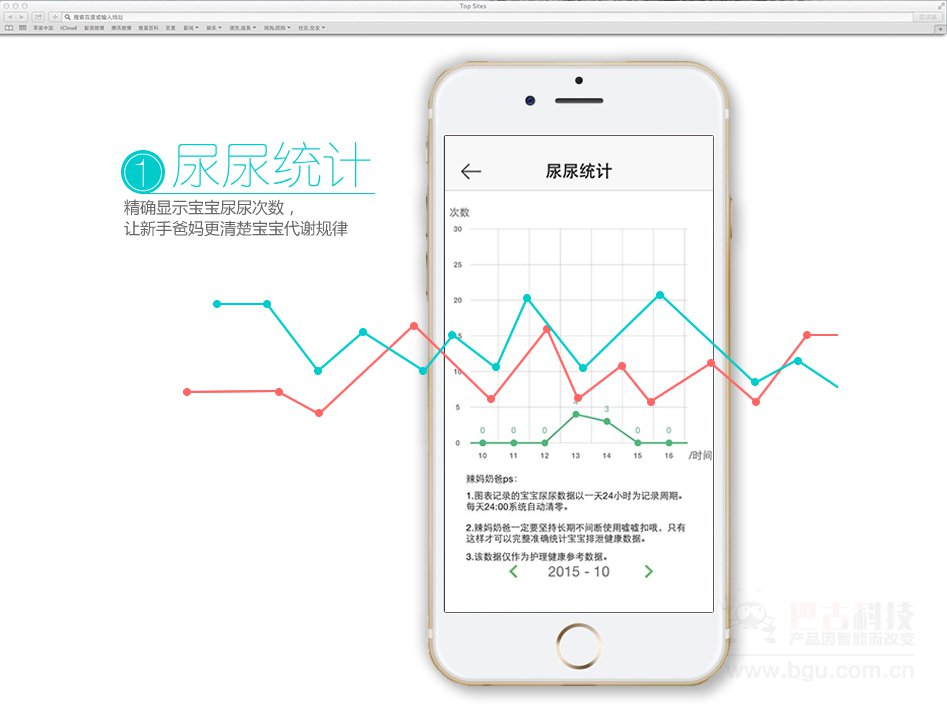 Top Sites
搜索百度或输入地址
阅读器
苹果中国 iCloud 新浪微博 腾讯微博 维基百科 百度 新闻 娱乐 便民.服务 网购.团购 社区.交友
1 尿尿统计
精确显示宝宝尿尿次数，
让新手爸妈更清楚宝宝代谢规律
尿尿统计
次数
30
25
20
15
10
5
0
0 0 0 4 3 0 0
10 11 12 13 14 15 16 /时间
辣妈奶爸ps:
1.图表记录的宝宝尿尿数据以一天24小时为记录周期。
每天24:00系统自动清零。
2.辣妈奶爸一定要坚持长期不间断使用嘘嘘扣哦，只有
这样才可以完整准确统计宝宝排泄健康数据。
3.该数据仅作为护理健康参考数据。
2015 - 10
巴古科技
产品因智能而改变
www.bgu.com.cn